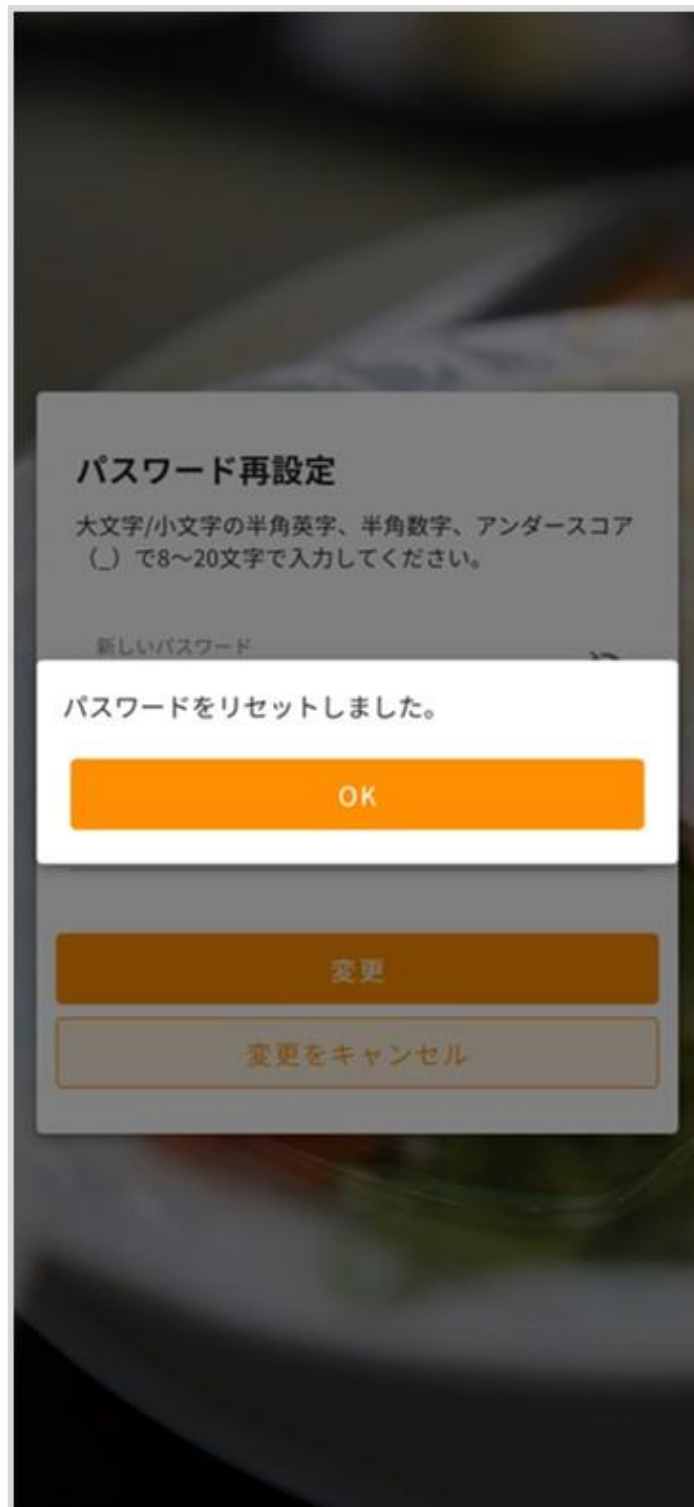 パスワード再設定
大文字/小文字の半角英字、半角数字、アンダースコア
（_）で8〜20文字で入力してください。
新しいパスワード
パスワードをリセットしました。
OK
変更
変更をキャンセル